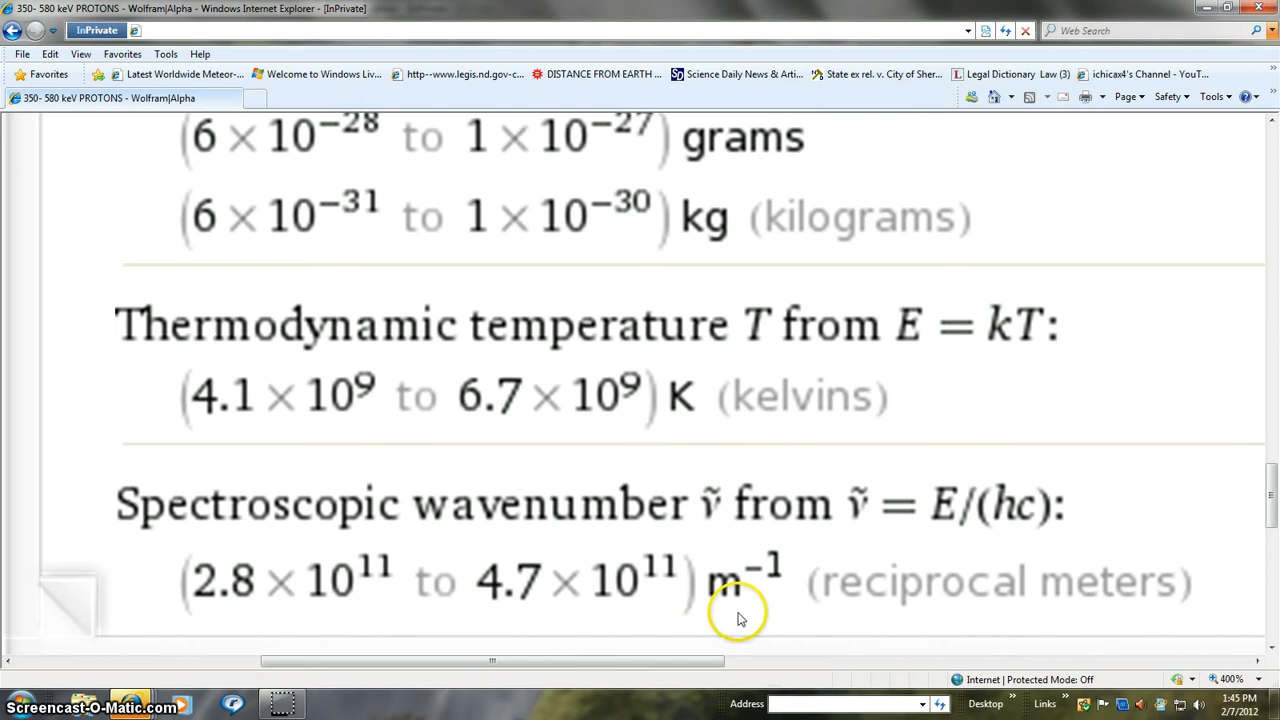 350- 580 keV PROTONS - Wolfram|Alpha - Windows Internet Explorer - [InPrivate]
InPrivate
Web Search
File Edit View Favorites Tools Help
Favorites Latest Worldwide Meteor-... Welcome to Windows Liv... http--www.legis.nd.gov-c... DISTANCE FROM EARTH ... Science Daily News & Arti... State ex rel. v. City of Sher... Legal Dictionary Law (3) ichicax4's Channel - YouT...
350- 580 keV PROTONS - Wolfram|Alpha
Page Safety Tools
(6 × 10⁻²⁸ to 1 × 10⁻²⁷) grams
(6 × 10⁻³¹ to 1 × 10⁻³⁰) kg (kilograms)
Thermodynamic temperature T from E = kT:
(4.1 × 10⁹ to 6.7 × 10⁹) K (kelvins)
Spectroscopic wavenumber ṽ from ṽ = E/(hc):
(2.8 × 10¹¹ to 4.7 × 10¹¹) m⁻¹ (reciprocal meters)
Internet | Protected Mode: Off 400%
Screencast-O-Matic.com Address Desktop Links 1:45 PM
2/7/2012